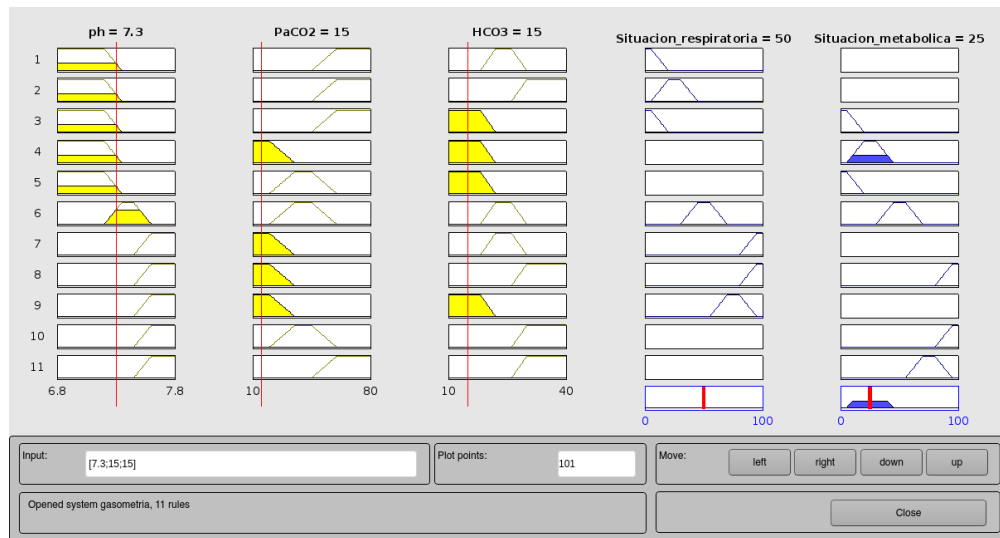 ph = 7.3 PaCO2 = 15 HCO3 = 15 Situacion_respiratoria = 50 Situacion_metabolica = 25
1
2
3
4
5
6
7
8
9
10
11
6.8 7.8 10 80 10 40
0 100 0 100
Input: [7.3;15;15] Plot points: 101 Move: left right down up
Opened system gasometria, 11 rules Close